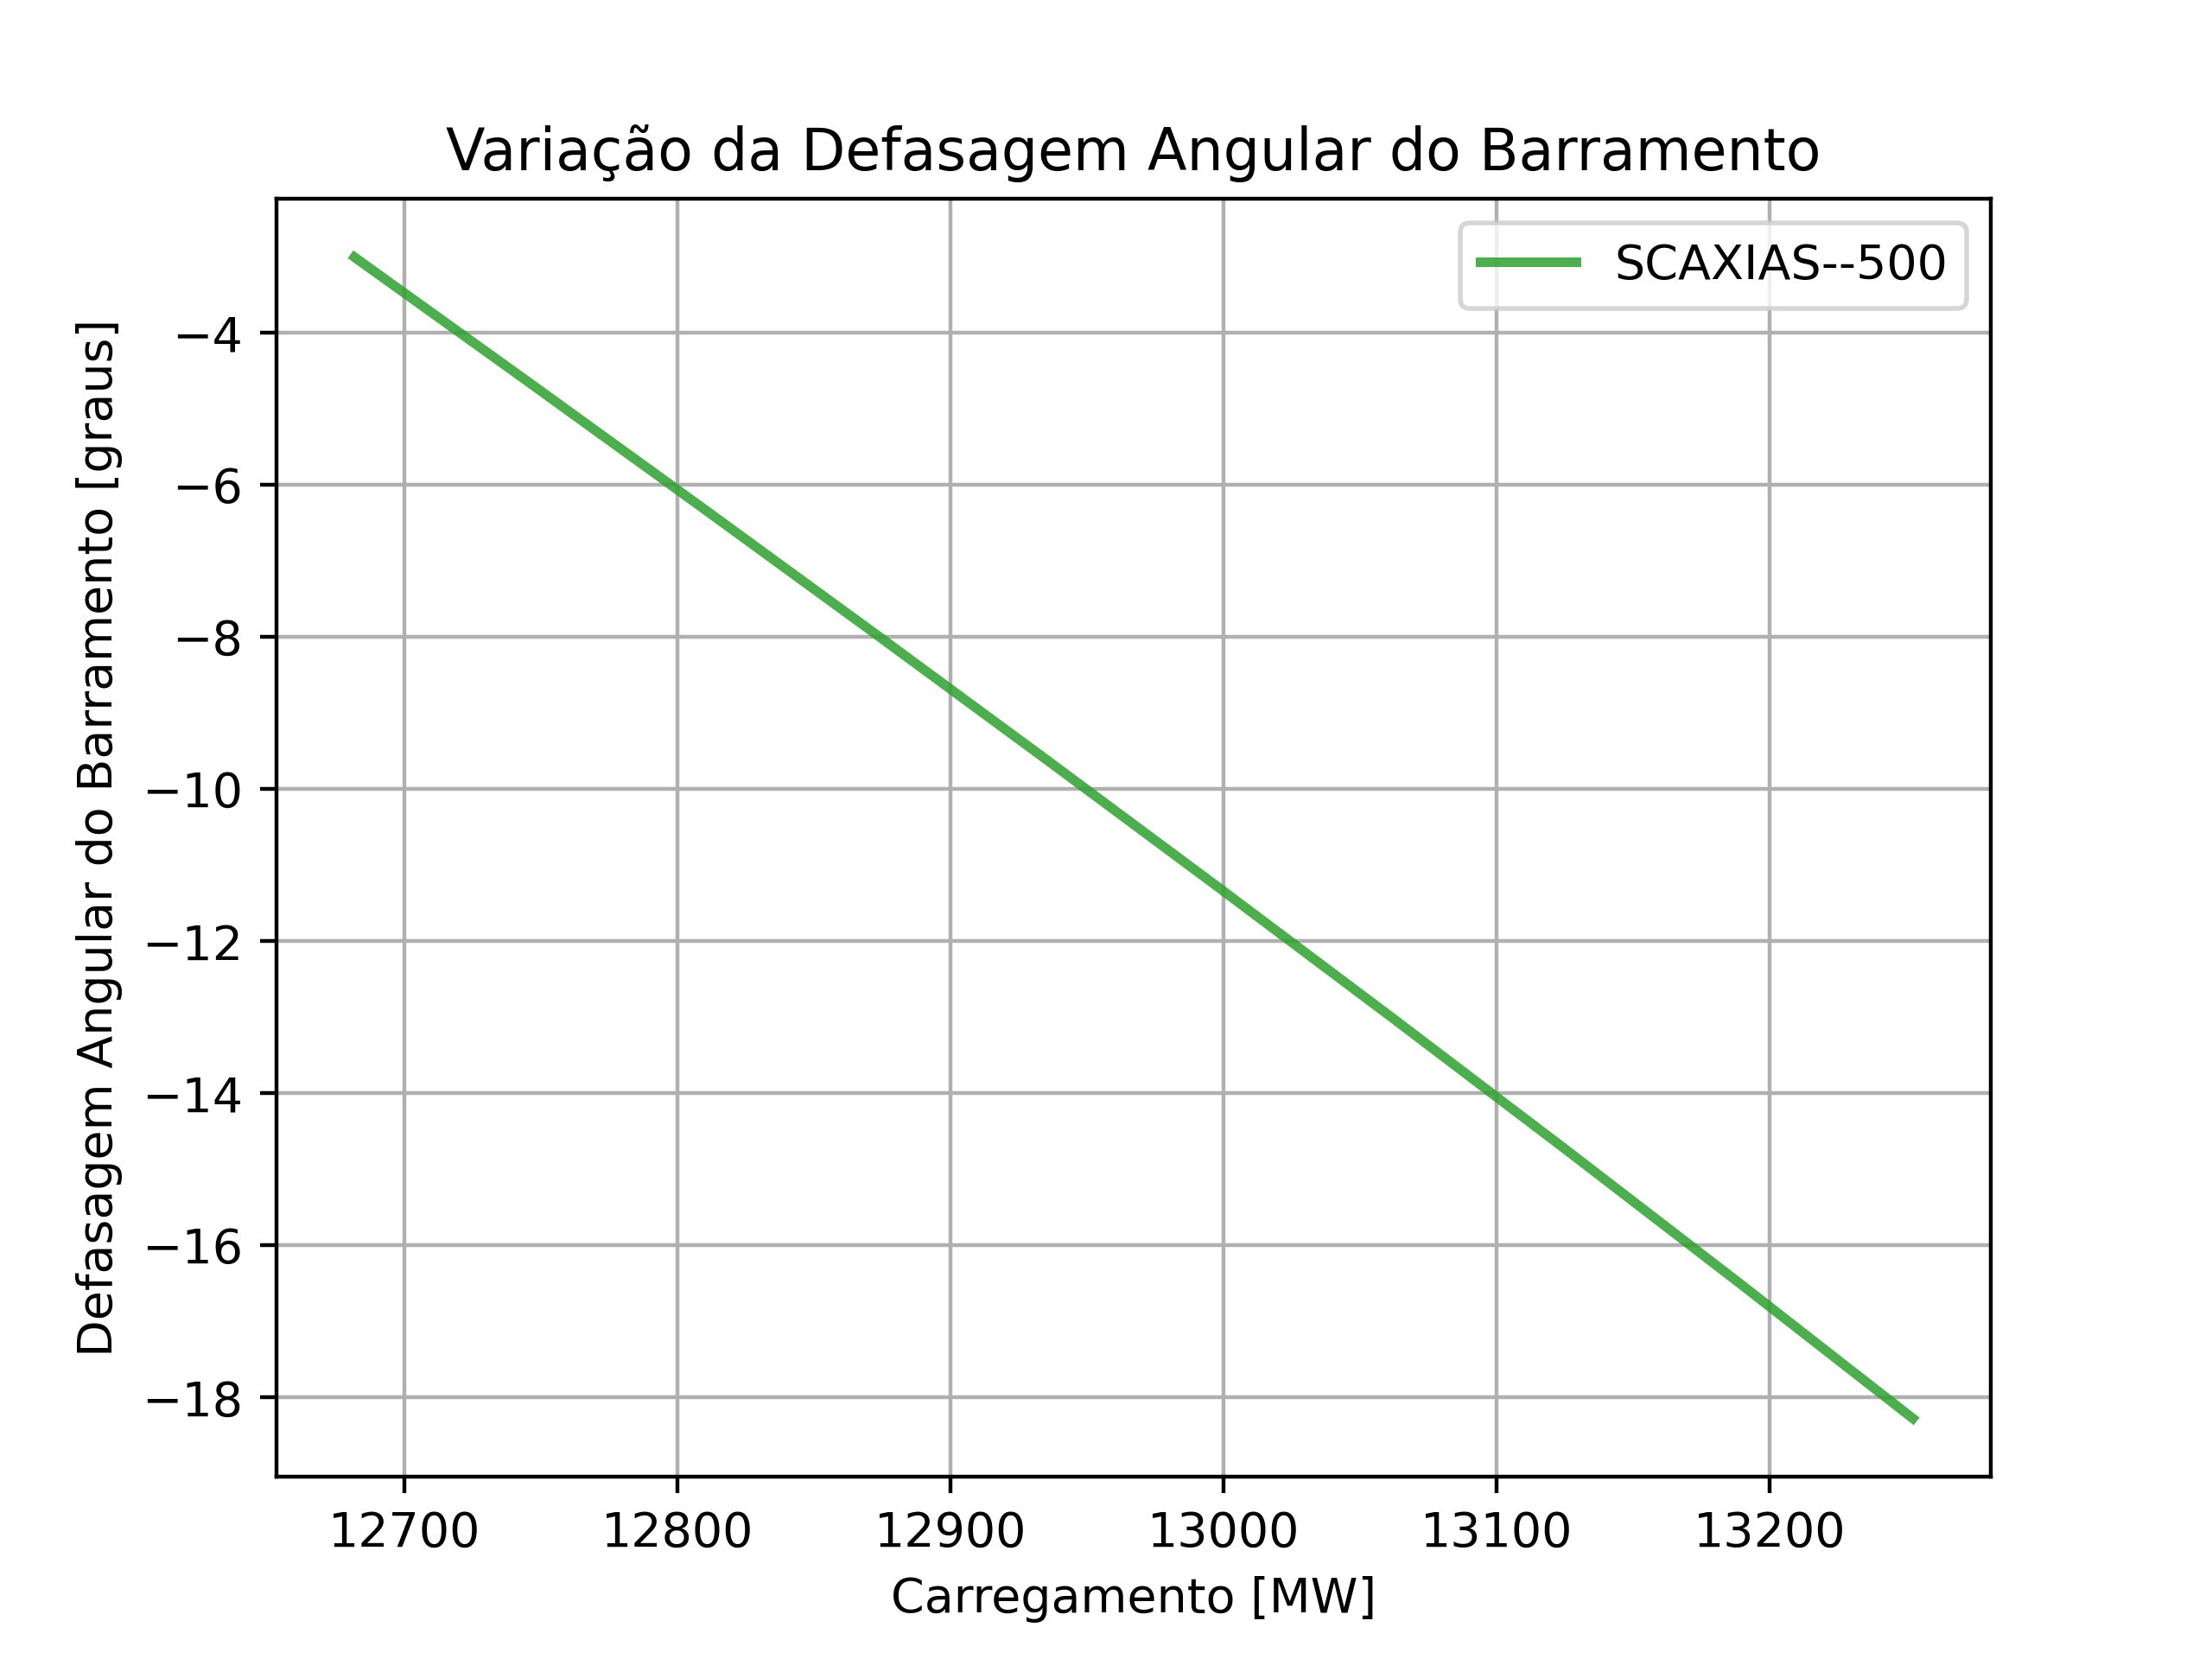 Variação da Defasagem Angular do Barramento
SCAXIAS--500
Defasagem Angular do Barramento [graus]
−4
−6
−8
−10
−12
−14
−16
−18
12700 12800 12900 13000 13100 13200
Carregamento [MW]